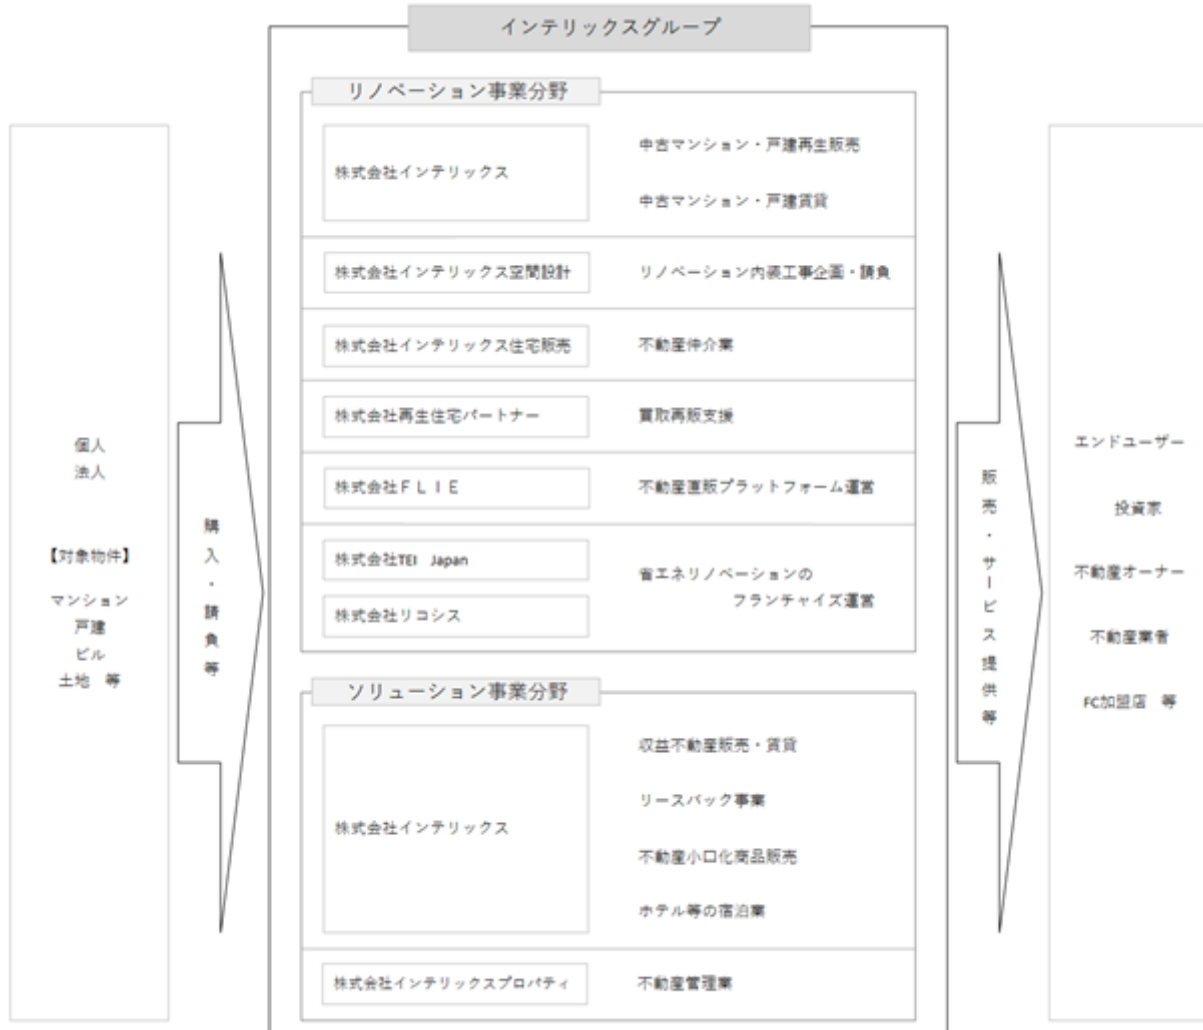 インテリックスグループ
個人
法人
【対象物件】
マンション
戸建
ビル
土地　等
購入・請負等
リノベーション事業分野
株式会社インテリックス
中古マンション・戸建再生販売
中古マンション・戸建賃貸
株式会社インテリックス空間設計
リノベーション内装工事企画・請負
株式会社インテリックス住宅販売
不動産仲介業
株式会社再生住宅パートナー
買取再販支援
株式会社ＦＬＩＥ
不動産直販プラットフォーム運営
株式会社TEI　Japan
株式会社リコシス
省エネリノベーションの
フランチャイズ運営
ソリューション事業分野
株式会社インテリックス
収益不動産販売・賃貸
リースバック事業
不動産小口化商品販売
ホテル等の宿泊業
株式会社インテリックスプロパティ
不動産管理業
販売・サービス提供等
エンドユーザー
投資家
不動産オーナー
不動産業者
FC加盟店　等